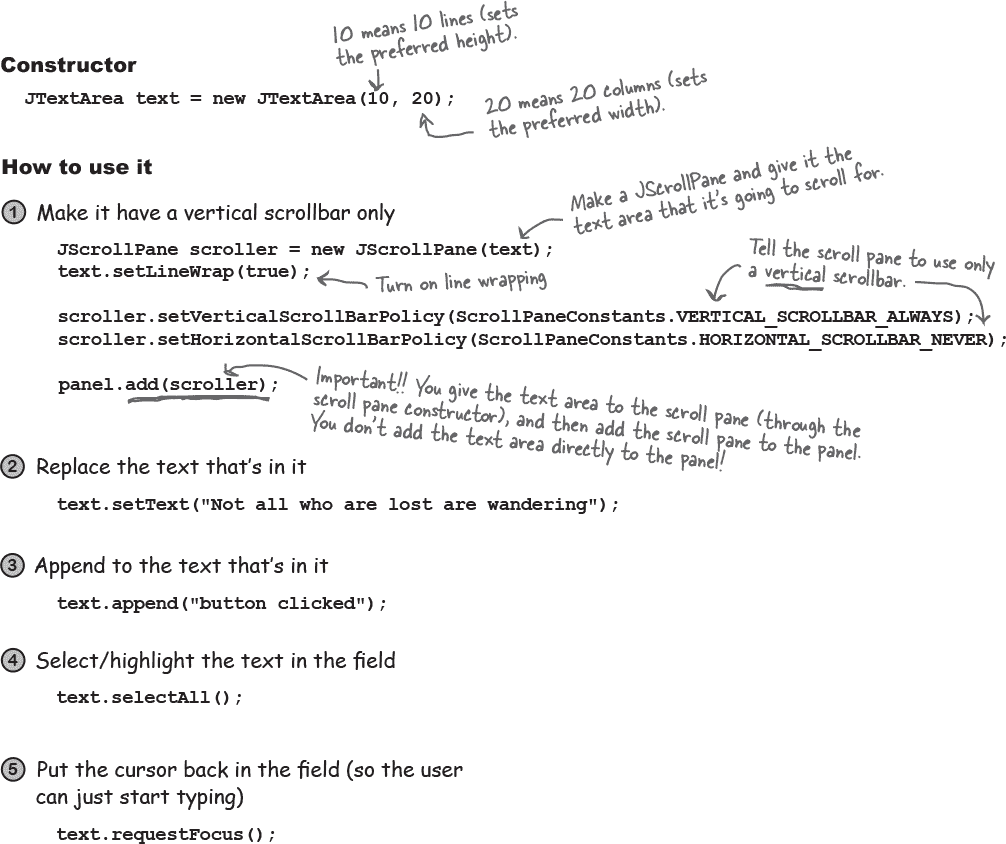 10 means 10 lines (sets
the preferred height).
Constructor
JTextArea text = new JTextArea(10, 20);
20 means 20 columns (sets
the preferred width).
How to use it
1 Make it have a vertical scrollbar only
Make a JScrollPane and give it the
text area that it's going to scroll for.
JScrollPane scroller = new JScrollPane(text);
text.setLineWrap(true);
Turn on line wrapping
Tell the scroll pane to use only
a vertical scrollbar.
scroller.setVerticalScrollBarPolicy(ScrollPaneConstants.VERTICAL_SCROLLBAR_ALWAYS);
scroller.setHorizontalScrollBarPolicy(ScrollPaneConstants.HORIZONTAL_SCROLLBAR_NEVER);
panel.add(scroller);
Important!! You give the text area to the scroll pane (through the
scroll pane constructor), and then add the scroll pane to the panel.
You don't add the text area directly to the panel!
2 Replace the text that's in it
text.setText("Not all who are lost are wandering");
3 Append to the text that's in it
text.append("button clicked");
4 Select/highlight the text in the field
text.selectAll();
5 Put the cursor back in the field (so the user
can just start typing)
text.requestFocus();